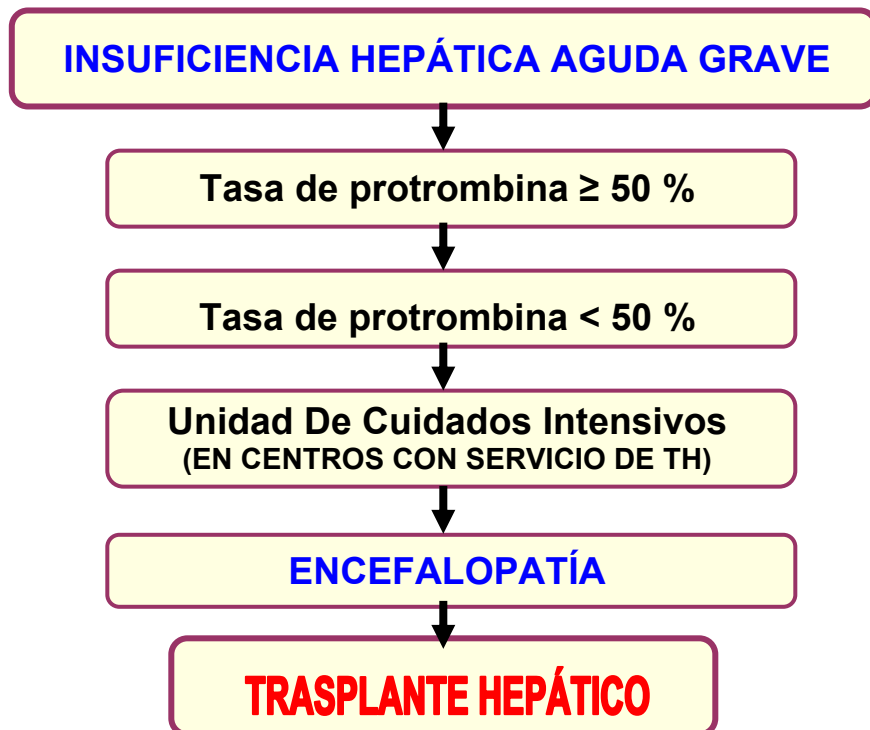 INSUFICIENCIA HEPÁTICA AGUDA GRAVE
Tasa de protrombina ≥ 50 %
Tasa de protrombina < 50 %
Unidad De Cuidados Intensivos
(EN CENTROS CON SERVICIO DE TH)
ENCEFALOPATÍA
TRASPLANTE HEPÁTICO